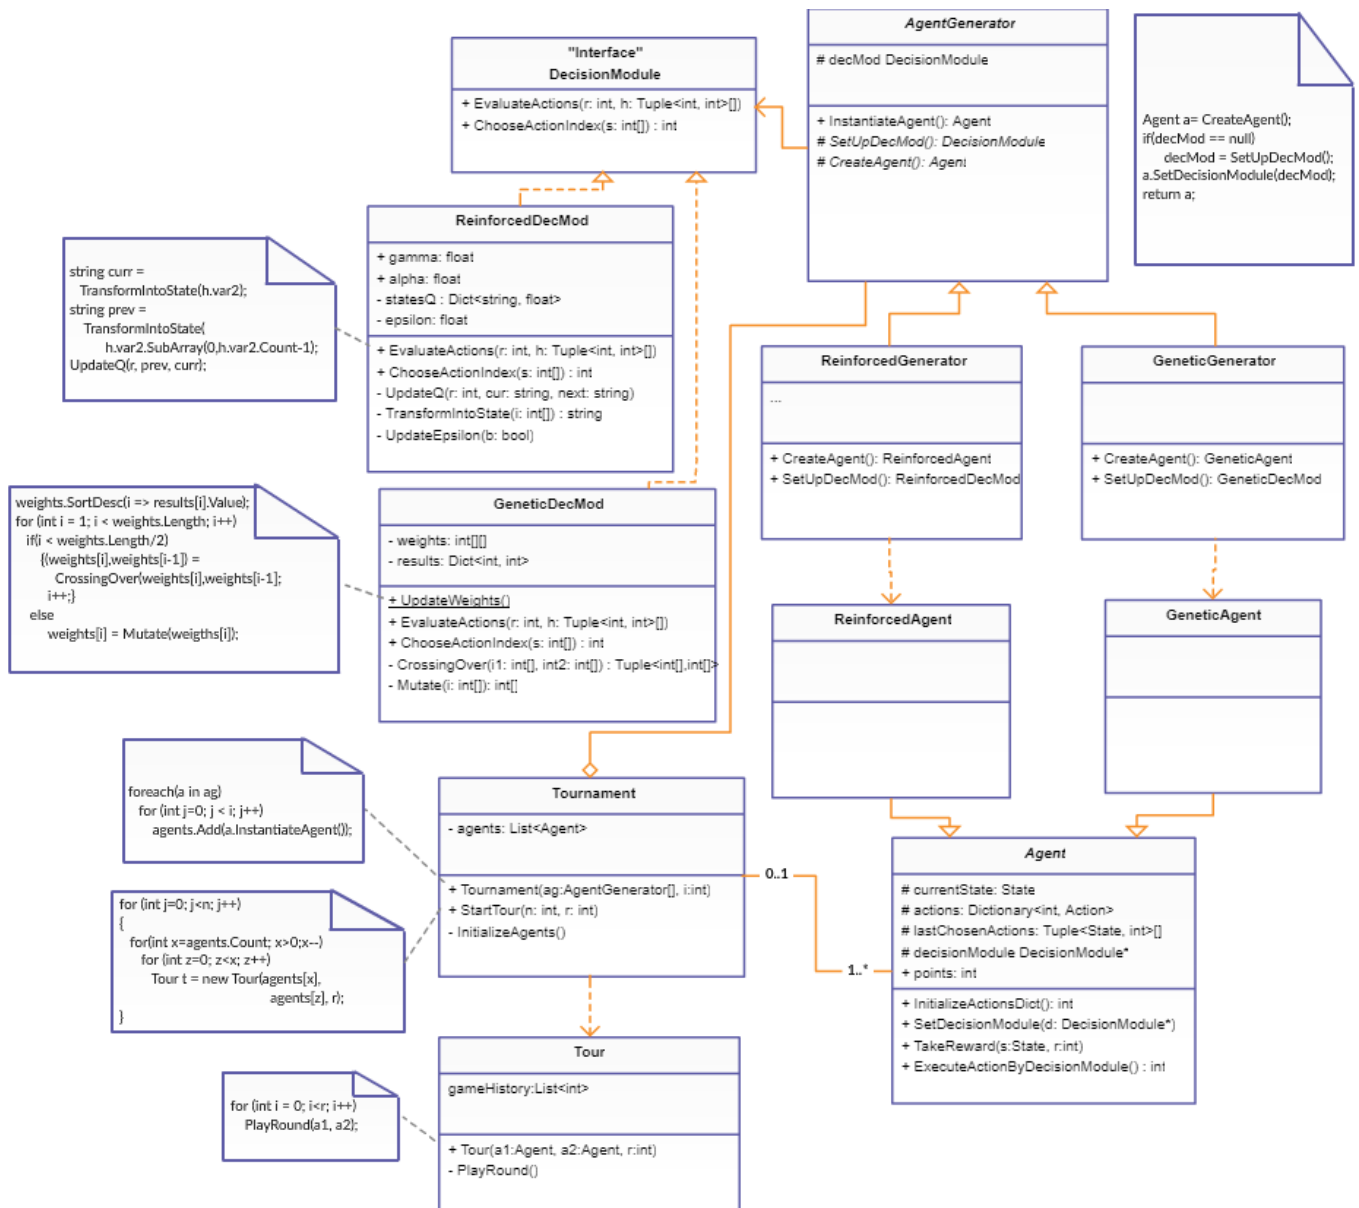 AgentGenerator
# decMod DecisionModule
+ InstantiateAgent(): Agent
# SetUpDecMod(): DecisionModule
# CreateAgent(): Agent
"Interface"
DecisionModule
+ EvaluateActions(r: int, h: Tuple<int, int>[])
+ ChooseActionIndex(s: int[]) : int
Agent a= CreateAgent();
if(decMod == null)
decMod = SetUpDecMod();
a.SetDecisionModule(decMod);
return a;
ReinforcedDecMod
+ gamma: float
+ alpha: float
- statesQ : Dict<string, float>
- epsilon: float
+ EvaluateActions(r: int, h: Tuple<int, int>[])
+ ChooseActionIndex(s: int[]) : int
- UpdateQ(r: int, cur: string, next: string)
- TransformIntoState(i: int[]) : string
- UpdateEpsilon(b: bool)
string curr =
TransformIntoState(h.var2);
string prev =
TransformIntoState(
h.var2.SubArray(0,h.var2.Count-1);
UpdateQ(r, prev, curr);
ReinforcedGenerator
...
+ CreateAgent(): ReinforcedAgent
+ SetUpDecMod(): ReinforcedDecMod
GeneticGenerator
+ CreateAgent(): GeneticAgent
+ SetUpDecMod(): GeneticDecMod
weights.SortDesc(i => results[i].Value);
for (int i = 1; i < weights.Length; i++)
if(i < weights.Length/2)
{(weights[i],weights[i-1]) =
CrossingOver(weights[i],weights[i-1];
i++;}
else
weights[i] = Mutate(weigths[i]);
GeneticDecMod
- weights: int[][]
- results: Dict<int, int>
+ UpdateWeights()
+ EvaluateActions(r: int, h: Tuple<int, int>[])
+ ChooseActionIndex(s: int[]) : int
- CrossingOver(i1: int[], int2: int[]) : Tuple<int[],int[]>
- Mutate(i: int[]): int[]
ReinforcedAgent
GeneticAgent
foreach(a in ag)
for (int j=0; j < i; j++)
agents.Add(a.InstantiateAgent());
Tournament
- agents: List<Agent>
+ Tournament(ag:AgentGenerator[], i:int)
+ StartTour(n: int, r: int)
- InitializeAgents()
0..1
1..*
for (int j=0; j<n; j++)
{
for(int x=agents.Count; x>0;x--)
for (int z=0; z<x; z++)
Tour t = new Tour(agents[x],
agents[z], r);
}
Agent
# currentState: State
# actions: Dictionary<int, Action>
# lastChosenActions: Tuple<State, int>[]
# decisionModule DecisionModule*
+ points: int
+ InitializeActionsDict(): int
+ SetDecisionModule(d: DecisionModule*)
+ TakeReward(s:State, r:int)
+ ExecuteActionByDecisionModule() : int
Tour
gameHistory:List<int>
+ Tour(a1:Agent, a2:Agent, r:int)
- PlayRound()
for (int i = 0; i<r; i++)
PlayRound(a1, a2);